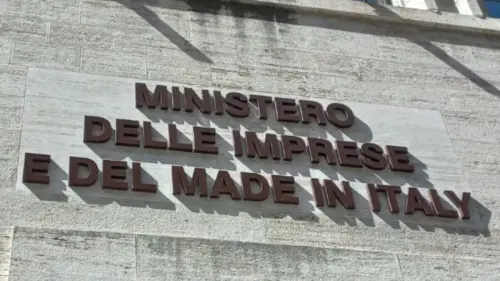 MINISTERO
DELLE IMPRESE
E DEL MADE IN ITALY